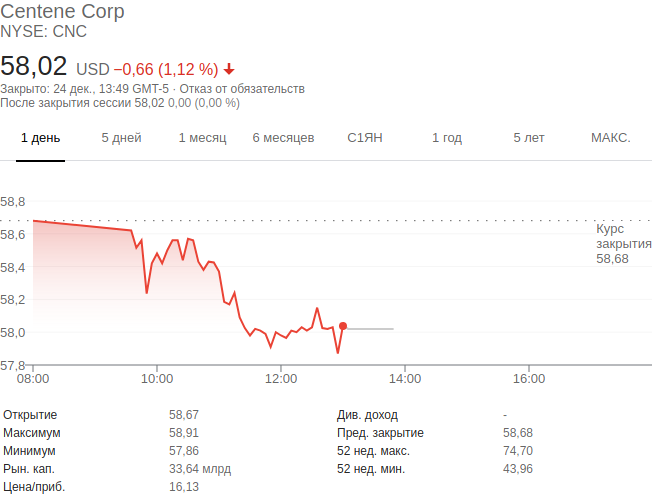 Centene Corp
NYSE: CNC
58,02 USD −0,66 (1,12 %)
Закрыто: 24 дек., 13:49 GMT-5 · Отказ от обязательств
После закрытия сессии 58,02 0,00 (0,00 %)
1 день 5 дней 1 месяц 6 месяцев С1ЯН 1 год 5 лет МАКС.
58,8
58,6
58,4
58,2
58,0
57,8
Курс
закрытия
58,68
08:00 10:00 12:00 14:00 16:00
Открытие 58,67 Див. доход -
Максимум 58,91 Пред. закрытие 58,68
Минимум 57,86 52 нед. макс. 74,70
Рын. кап. 33,64 млрд 52 нед. мин. 43,96
Цена/приб. 16,13